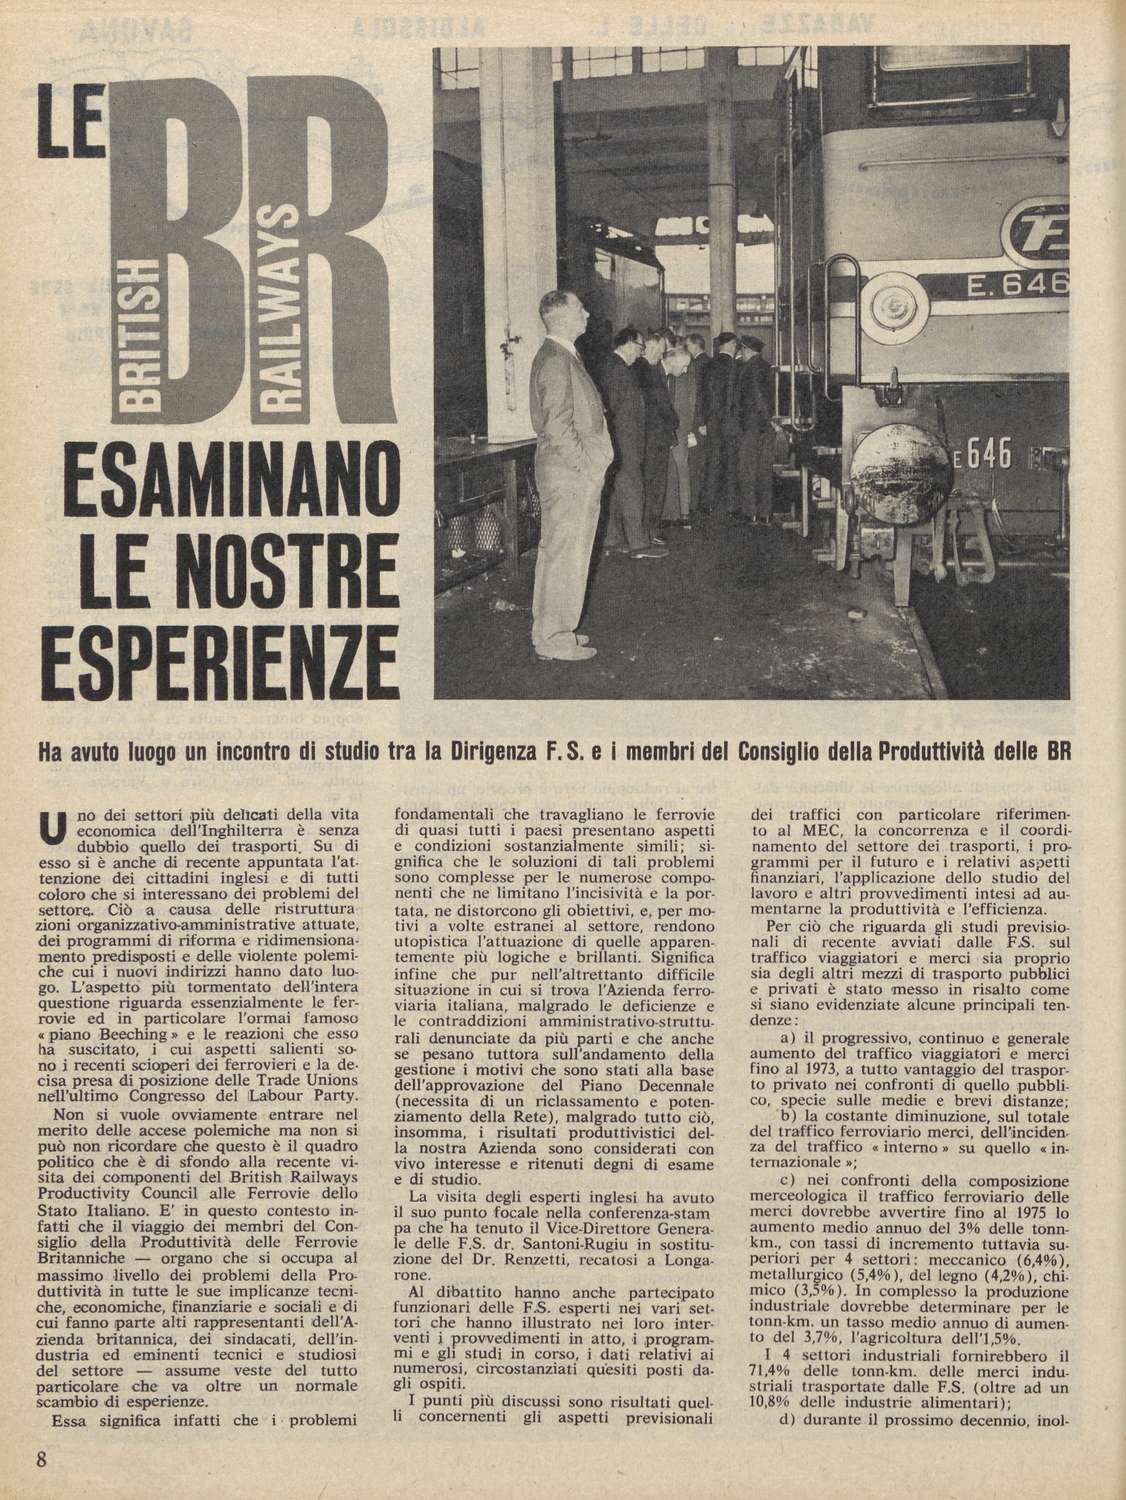 LE
BR
BRITISH
RAILWAYS
ESAMINANO
LE NOSTRE
ESPERIENZE
E. 646
E 646
Ha avuto luogo un incontro di studio tra la Dirigenza F. S. e i membri del Consiglio della Produttività delle BR
Uno dei settori più delicati della vita
economica dell'Inghilterra è senza
dubbio quello dei trasporti. Su di
esso si è anche di recente appuntata l'at-
tenzione dei cittadini inglesi e di tutti
coloro che si interessano dei problemi del
settore. Ciò a causa delle ristruttura
zioni organizzativo-amministrative attuate,
dei programmi di riforma e ridimensiona-
mento predisposti e delle violente polemi-
che cui i nuovi indirizzi hanno dato luo-
go. L'aspetto più tormentato dell'intera
questione riguarda essenzialmente le fer-
rovie ed in particolare l'ormai famoso
« piano Beeching » e le reazioni che esso
ha suscitato, i cui aspetti salienti so-
no i recenti scioperi dei ferrovieri e la de-
cisa presa di posizione delle Trade Unions
nell'ultimo Congresso del Labour Party.
Non si vuole ovviamente entrare nel
merito delle accese polemiche ma non si
può non ricordare che questo è il quadro
politico che è di sfondo alla recente vi-
sita dei componenti del British Railways
Productivity Council alle Ferrovie dello
Stato Italiano. E' in questo contesto in-
fatti che il viaggio dei membri del Con-
siglio della Produttività delle Ferrovie
Britanniche — organo che si occupa al
massimo livello dei problemi della Pro-
duttività in tutte le sue implicanze tecni-
che, economiche, finanziarie e sociali e di
cui fanno parte alti rappresentanti dell'A-
zienda britannica, dei sindacati, dell'in-
dustria ed eminenti tecnici e studiosi
del settore — assume veste del tutto
particolare che va oltre un normale
scambio di esperienze.
Essa significa infatti che i problemi
fondamentali che travagliano le ferrovie
di quasi tutti i paesi presentano aspetti
e condizioni sostanzialmente simili; si-
gnifica che le soluzioni di tali problemi
sono complesse per le numerose compo-
nenti che ne limitano l'incisività e la por-
tata, ne distorcono gli obiettivi, e, per mo-
tivi a volte estranei al settore, rendono
utopistica l'attuazione di quelle apparen-
temente più logiche e brillanti. Significa
infine che pur nell'altrettanto difficile
situazione in cui si trova l'Azienda ferro-
viaria italiana, malgrado le deficienze e
le contraddizioni amministrativo-struttu-
rali denunciate da più parti e che anche
se pesano tuttora sull'andamento della
gestione i motivi che sono stati alla base
dell'approvazione del Piano Decennale
(necessita di un riclassamento e poten-
ziamento della Rete), malgrado tutto ciò,
insomma, i risultati produttivistici del-
la nostra Azienda sono considerati con
vivo interesse e ritenuti degni di esame
e di studio.
La visita degli esperti inglesi ha avuto
il suo punto focale nella conferenza-stam
pa che ha tenuto il Vice-Direttore Genera-
le delle F.S. dr. Santoni-Rugiu in sostitu-
zione del Dr. Renzetti, recatosi a Longa-
rone.
Al dibattito hanno anche partecipato
funzionari delle F.S. esperti nei vari set-
tori che hanno illustrato nei loro inter-
venti i provvedimenti in atto, i program-
mi e gli studi in corso, i dati relativi ai
numerosi, circostanziati quesiti posti da-
gli ospiti.
I punti più discussi sono risultati quel-
li concernenti gli aspetti previsionali
dei traffici con particolare riferimen-
to al MEC, la concorrenza e il coordi-
namento del settore dei trasporti, i pro-
grammi per il futuro e i relativi aspetti
finanziari, l'applicazione dello studio del
lavoro e altri provvedimenti intesi ad au-
mentarne la produttività e l'efficienza.
Per ciò che riguarda gli studi previsio-
nali di recente avviati dalle F.S. sul
traffico viaggiatori e merci sia proprio
sia degli altri mezzi di trasporto pubblici
e privati è stato messo in risalto come
si siano evidenziate alcune principali ten-
denze:
a) il progressivo, continuo e generale
aumento del traffico viaggiatori e merci
fino al 1973, a tutto vantaggio del traspor-
to privato nei confronti di quello pubbli-
co, specie sulle medie e brevi distanze;
b) la costante diminuzione, sul totale
del traffico ferroviario merci, dell'inciden-
za del traffico « interno » su quello « in-
ternazionale »;
c) nei confronti della composizione
merceologica il traffico ferroviario delle
merci dovrebbe avvertire fino al 1975 lo
aumento medio annuo del 3% delle tonn-
km., con tassi di incremento tuttavia su-
periori per 4 settori: meccanico (6,4%),
metallurgico (5,4%), del legno (4,2%), chi-
mico (3,5%). In complesso la produzione
industriale dovrebbe determinare per le
tonn-km. un tasso medio annuo di aumen-
to del 3,7%, l'agricoltura dell'1,5%.
I 4 settori industriali fornirebbero il
71,4% delle tonn-km. delle merci indu-
striali trasportate dalle F.S. (oltre ad un
10,8% delle industrie alimentari);
d) durante il prossimo decennio, inol-
8